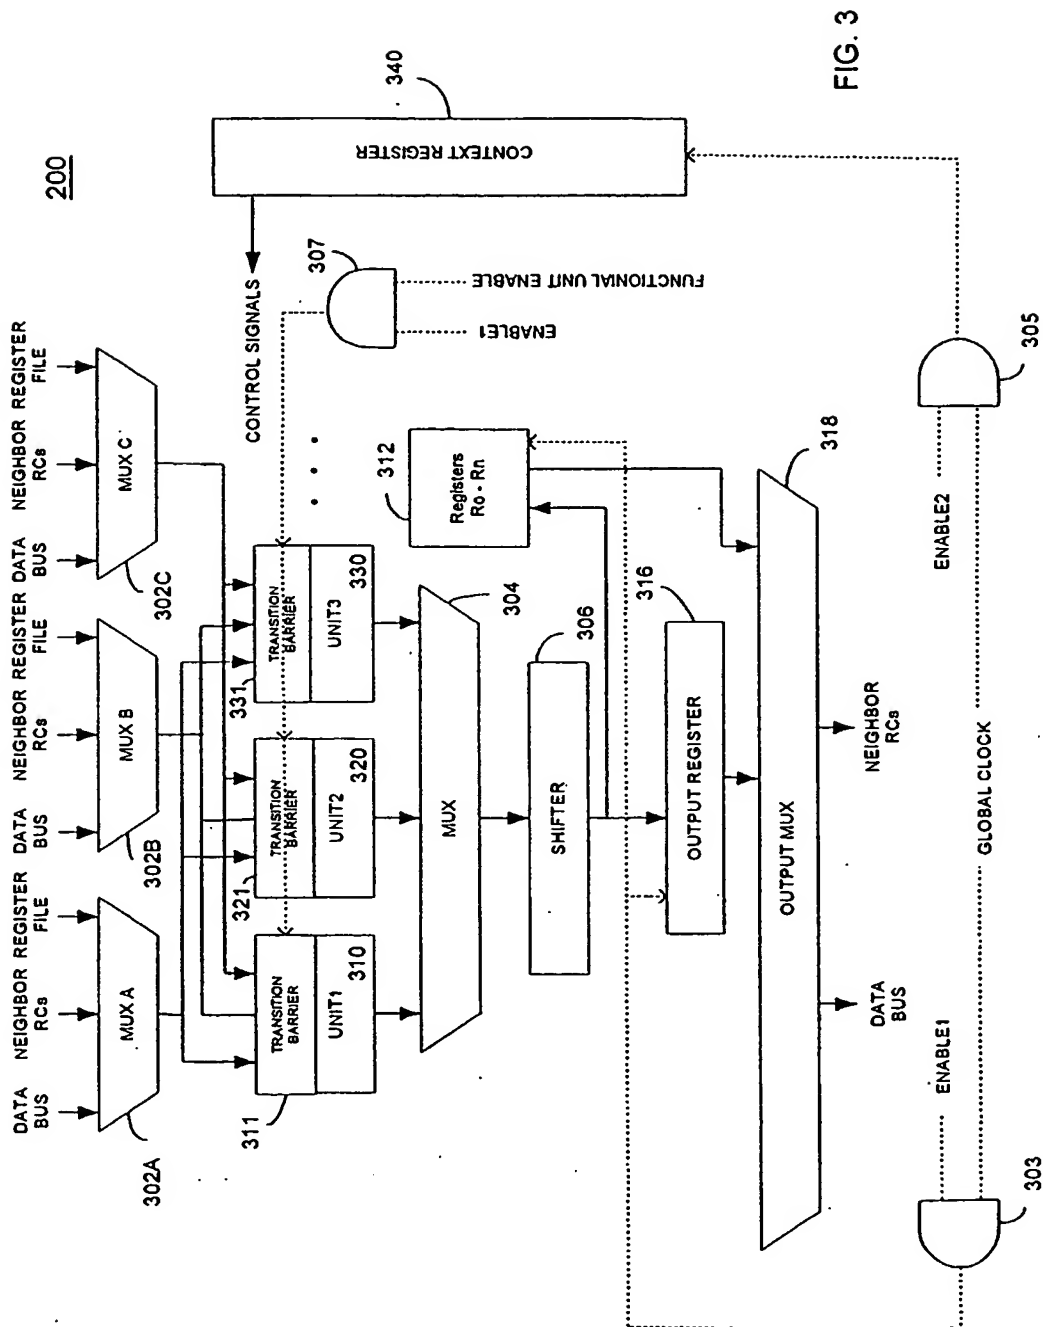 200
FIG. 3
DATA BUS
NEIGHBOR RCs
REGISTER FILE
DATA BUS
NEIGHBOR RCs
REGISTER FILE
DATA BUS
NEIGHBOR RCs
REGISTER FILE
MUX A
302A
MUX B
302B
MUX C
302C
CONTROL SIGNALS
CONTEXT REGISTER
340
307
ENABLE1
FUNCTIONIAL UNIT ENABLE
311
TRANSITION BARRIER
UNIT1
310
321
TRANSITION BARRIER
UNIT2
320
331
TRANSITION BARRIER
UNIT3
330
MUX
304
312
Registers
Ro - Rn
SHIFTER
306
OUTPUT REGISTER
316
OUTPUT MUX
318
DATA BUS
NEIGHBOR RCs
ENABLE1
GLOBAL CLOCK
ENABLE2
303
305